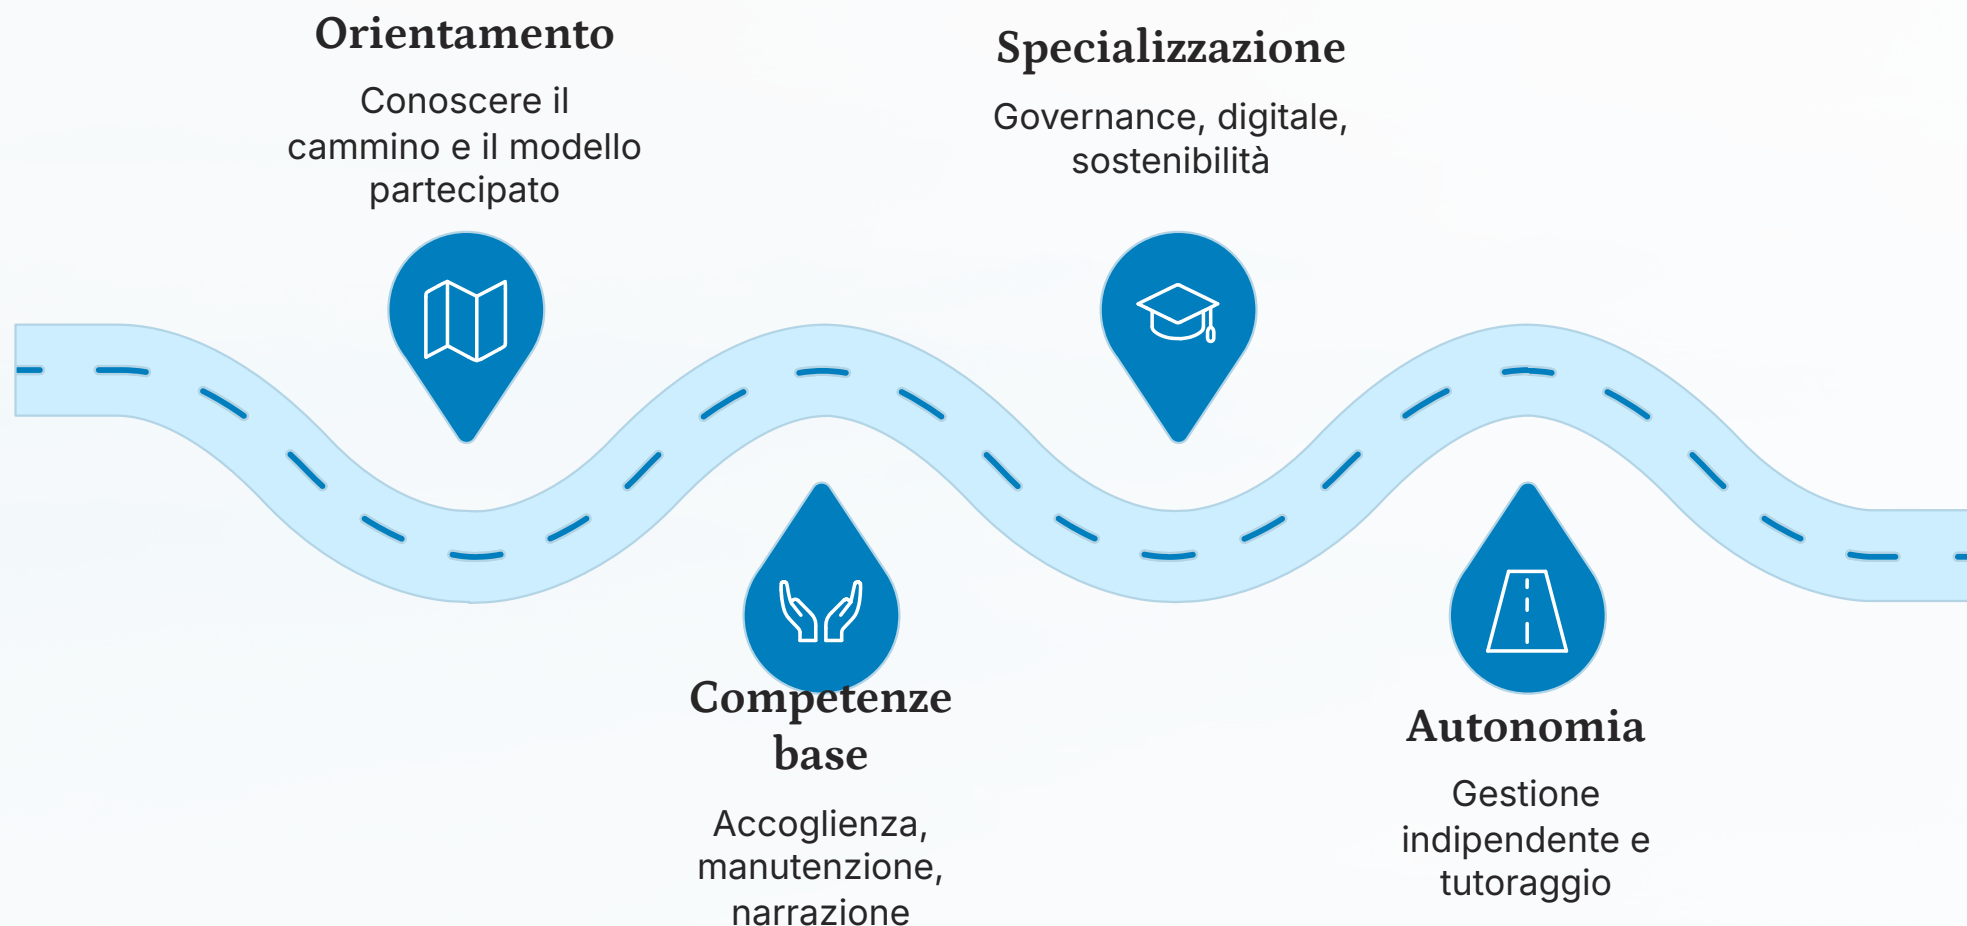 Orientamento
Conoscere il
cammino e il modello
partecipato
Competenze
base
Accoglienza,
manutenzione,
narrazione
Specializzazione
Governance, digitale,
sostenibilità
Autonomia
Gestione
indipendente e
tutoraggio